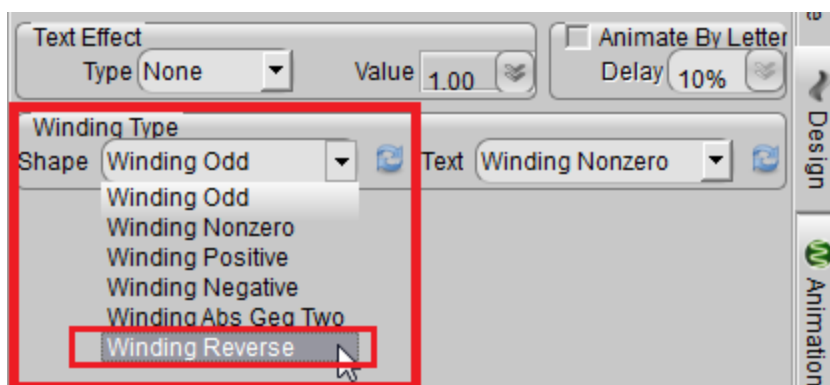 Text Effect
Animate By Letter
Type None
Value 1.00
Delay 10%
Winding Type
Shape Winding Odd
Text Winding Nonzero
Winding Odd
Winding Nonzero
Winding Positive
Winding Negative
Winding Abs Geq Two
Winding Reverse
Design
Animation